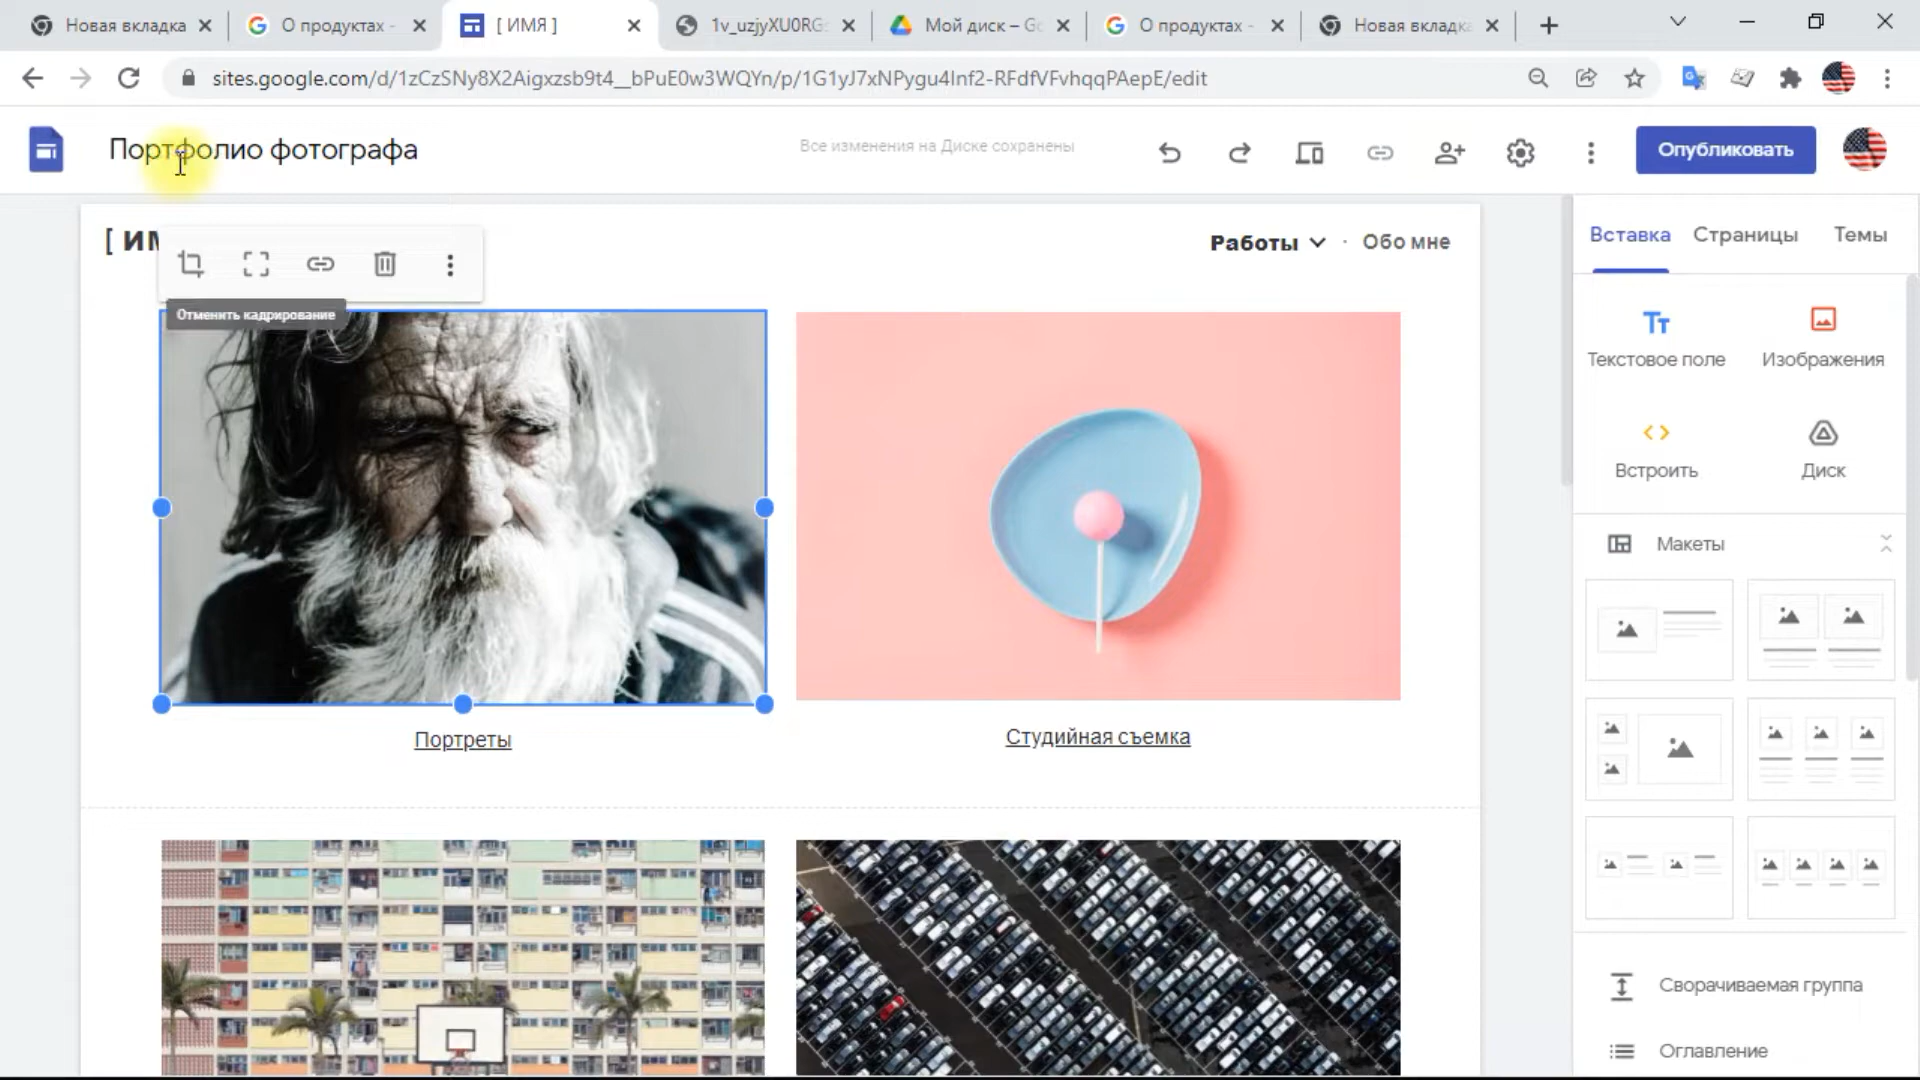 Новая вкладка
О продуктах -
[ ИМЯ ]
1v_uzjyXU0RG
Мой диск – Go
О продуктах -
Новая вкладка
sites.google.com/d/1zCzSNy8X2Aigxzsb9t4__bPuE0w3WQYn/p/1G1yJ7xNPygu4Inf2-RFdfVFvhqqPAepE/edit
Портфолио фотографа
Все изменения на Диске сохранены
Опубликовать
[ ИМ
Работы
Обо мне
Отменить кадрирование
Портреты
Студийная съемка
Вставка
Страницы
Темы
Текстовое поле
Изображения
Встроить
Диск
Макеты
Сворачиваемая группа
Оглавление